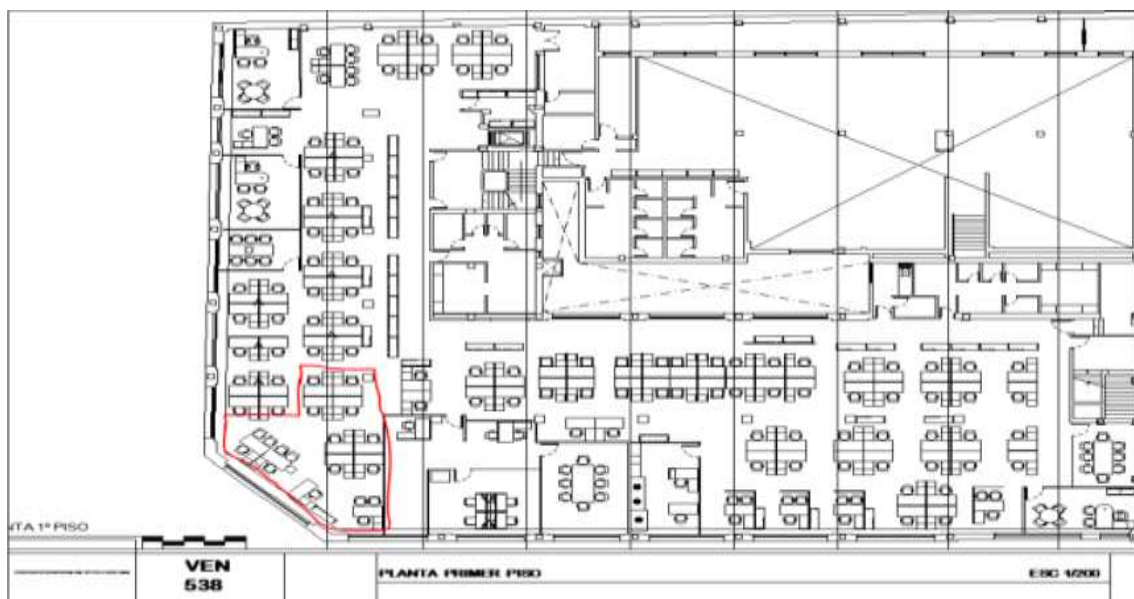 NTA 1º PISO
VEN
538
PLANTA PRIMER PISO
ESC 1/200